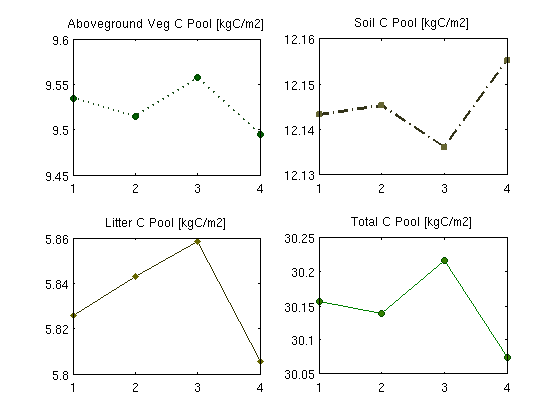 Aboveground Veg C Pool [kgC/m2]
9.6
9.55
9.5
9.45
1 2 3 4
Soil C Pool [kgC/m2]
12.16
12.15
12.14
12.13
1 2 3 4
Litter C Pool [kgC/m2]
5.86
5.84
5.82
5.8
1 2 3 4
Total C Pool [kgC/m2]
30.25
30.2
30.15
30.1
30.05
1 2 3 4